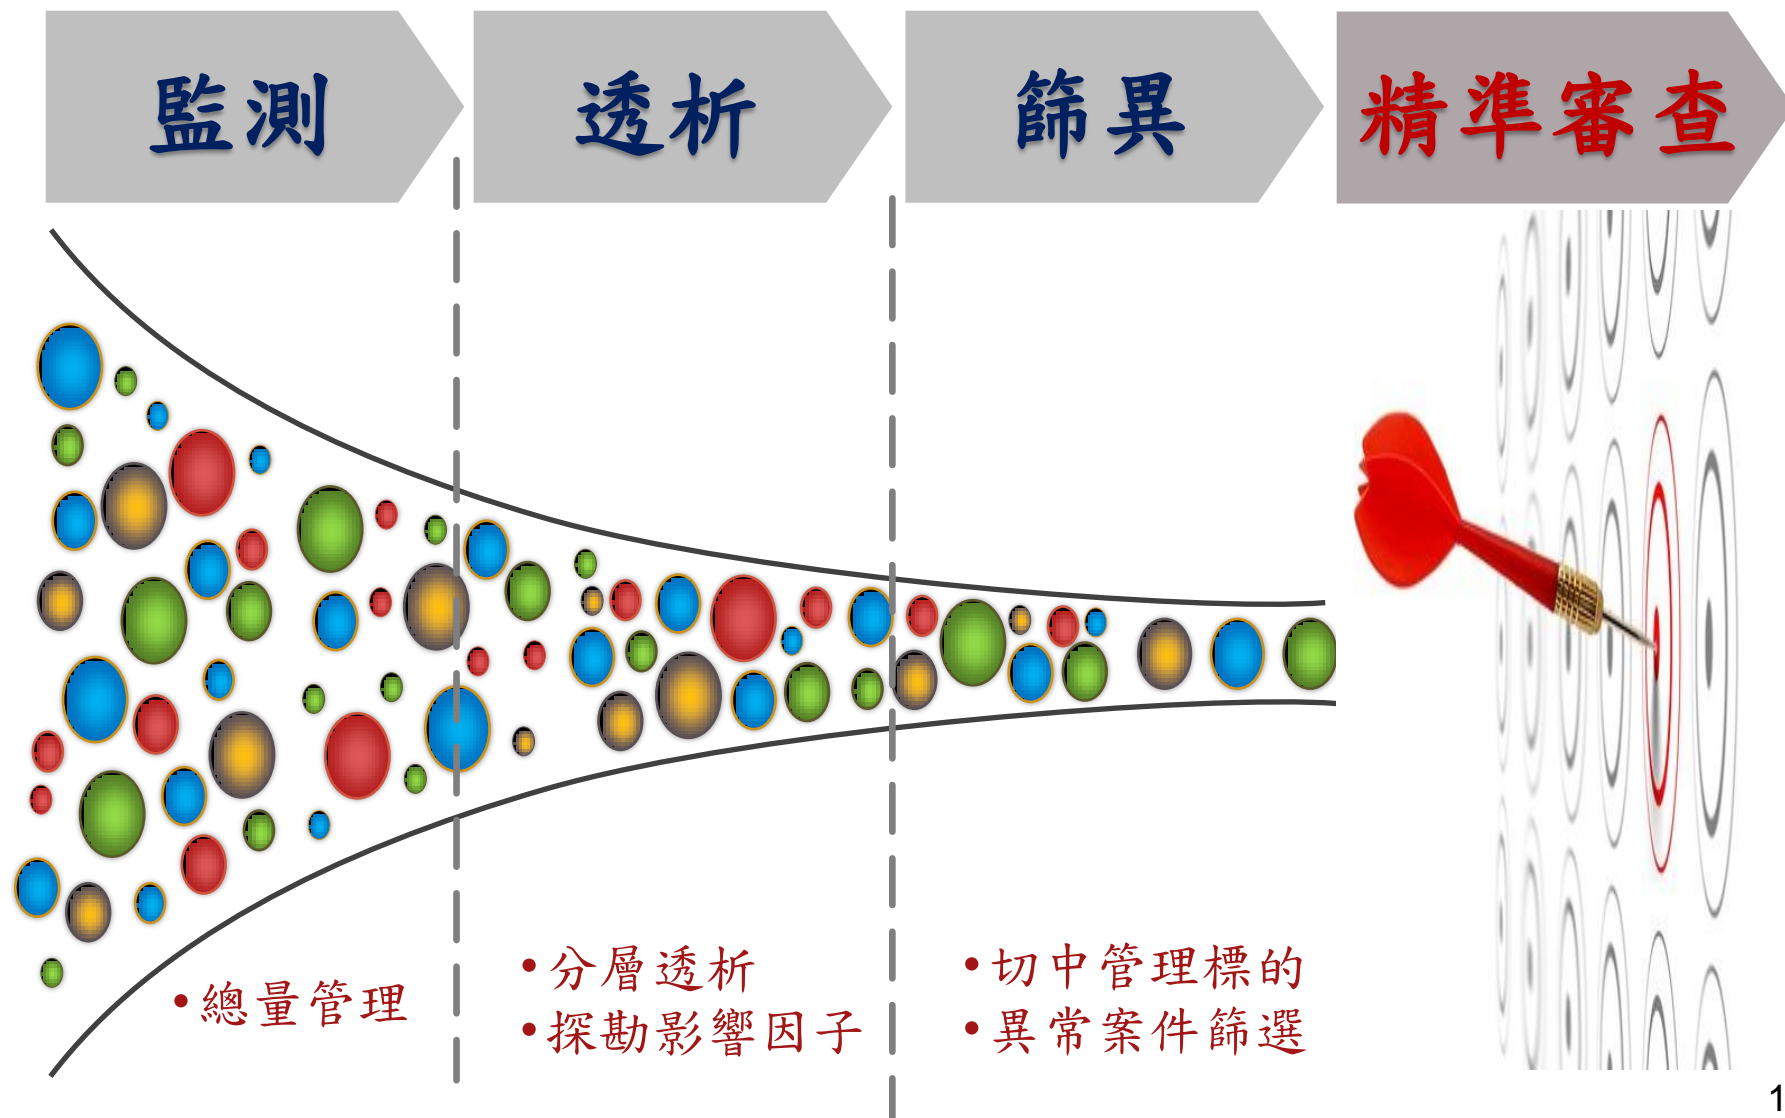 監測
透析
篩異
精準審查
•總量管理
•分層透析
•探勘影響因子
•切中管理標的
•異常案件篩選
1